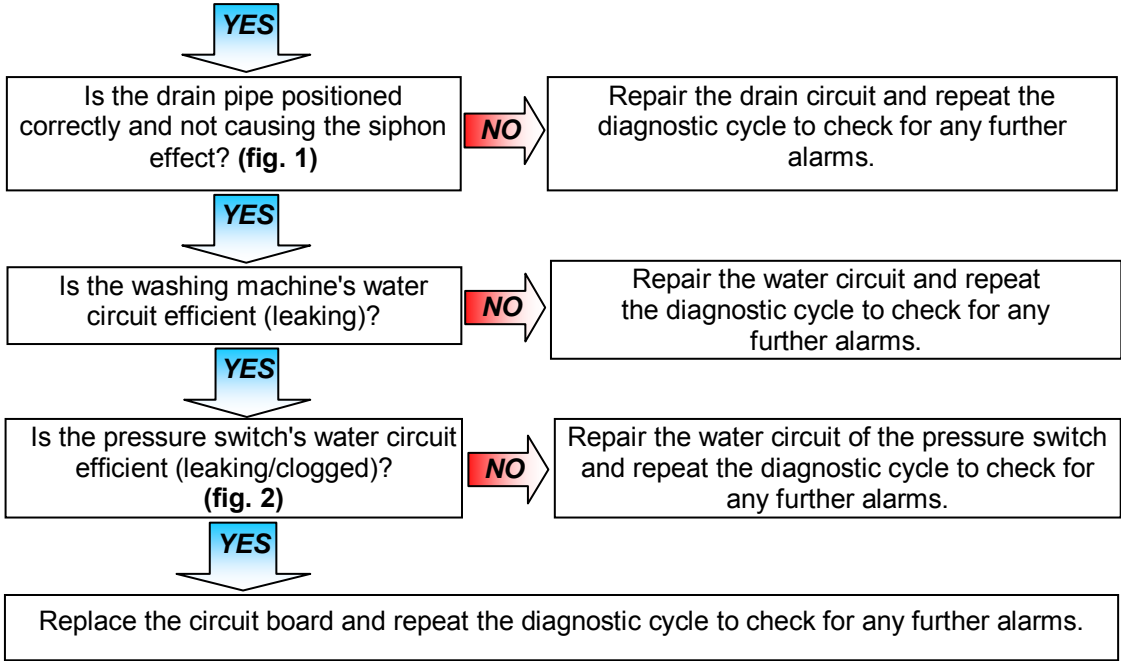 YES
Is the drain pipe positioned
correctly and not causing the siphon
effect? (fig. 1)
NO
Repair the drain circuit and repeat the
diagnostic cycle to check for any further
alarms.
YES
Is the washing machine's water
circuit efficient (leaking)?
NO
Repair the water circuit and repeat
the diagnostic cycle to check for any
further alarms.
YES
Is the pressure switch's water circuit
efficient (leaking/clogged)?
(fig. 2)
NO
Repair the water circuit of the pressure switch
and repeat the diagnostic cycle to check for
any further alarms.
YES
Replace the circuit board and repeat the diagnostic cycle to check for any further alarms.